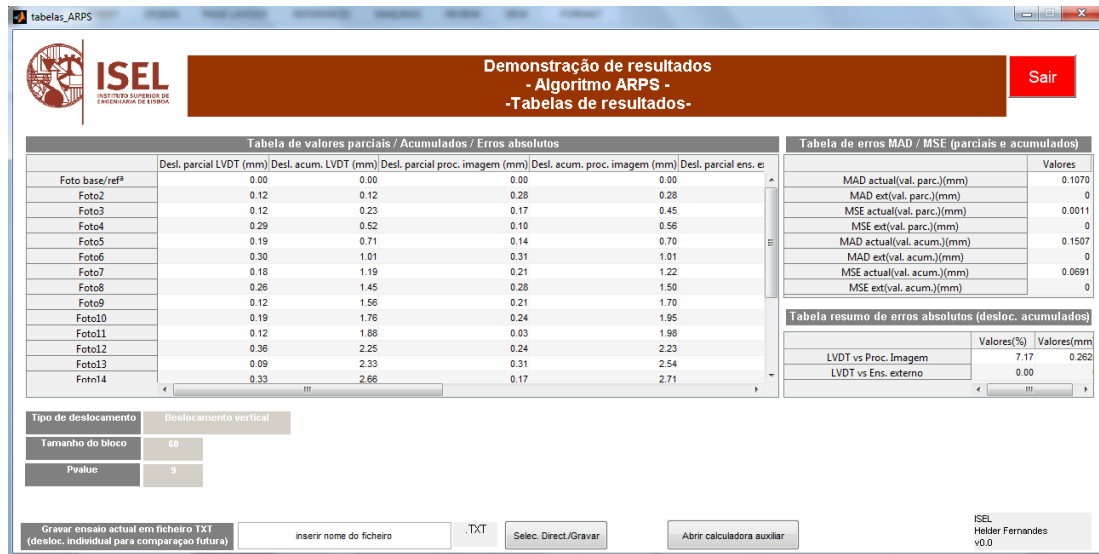 tabelas_ARPS
ISEL
INSTITUTO SUPERIOR DE
ENGENHARIA DE LISBOA
Demonstração de resultados
- Algoritmo ARPS -
-Tabelas de resultados-
Sair
Tabela de valores parciais / Acumulados / Erros absolutos
Desl. parcial LVDT (mm) Desl. acum. LVDT (mm) Desl. parcial proc. imagem (mm) Desl. acum. proc. imagem (mm) Desl. parcial ens. e
Foto base/refª 0.00 0.00 0.00 0.00
Foto2 0.12 0.12 0.28 0.28
Foto3 0.12 0.23 0.17 0.45
Foto4 0.29 0.52 0.10 0.56
Foto5 0.19 0.71 0.14 0.70
Foto6 0.30 1.01 0.31 1.01
Foto7 0.18 1.19 0.21 1.22
Foto8 0.26 1.45 0.28 1.50
Foto9 0.12 1.56 0.21 1.70
Foto10 0.19 1.76 0.24 1.95
Foto11 0.12 1.88 0.03 1.98
Foto12 0.36 2.25 0.24 2.23
Foto13 0.09 2.33 0.31 2.54
Foto14 0.33 2.66 0.17 2.71
Tabela de erros MAD / MSE (parciais e acumulados)
Valores
MAD actual(val. parc.)(mm) 0.1070
MAD ext(val. parc.)(mm) 0
MSE actual(val. parc.)(mm) 0.0011
MSE ext(val. parc.)(mm) 0
MAD actual(val. acum.)(mm) 0.1507
MAD ext(val. acum.)(mm) 0
MSE actual(val. acum.)(mm) 0.0691
MSE ext(val. acum.)(mm) 0
Tabela resumo de erros absolutos (desloc. acumulados)
Valores(%) Valores(mm
LVDT vs Proc. Imagem 7.17 0.262
LVDT vs Ens. externo 0.00
Tipo de deslocamento Deslocamento vertical
Tamanho do bloco 60
Pvalue 9
Gravar ensaio actual em ficheiro TXT
(desloc. individual para comparaçao futura)
inserir nome do ficheiro .TXT Selec. Direct./Gravar Abrir calculadora auxiliar
ISEL
Helder Fernandes
v0.0